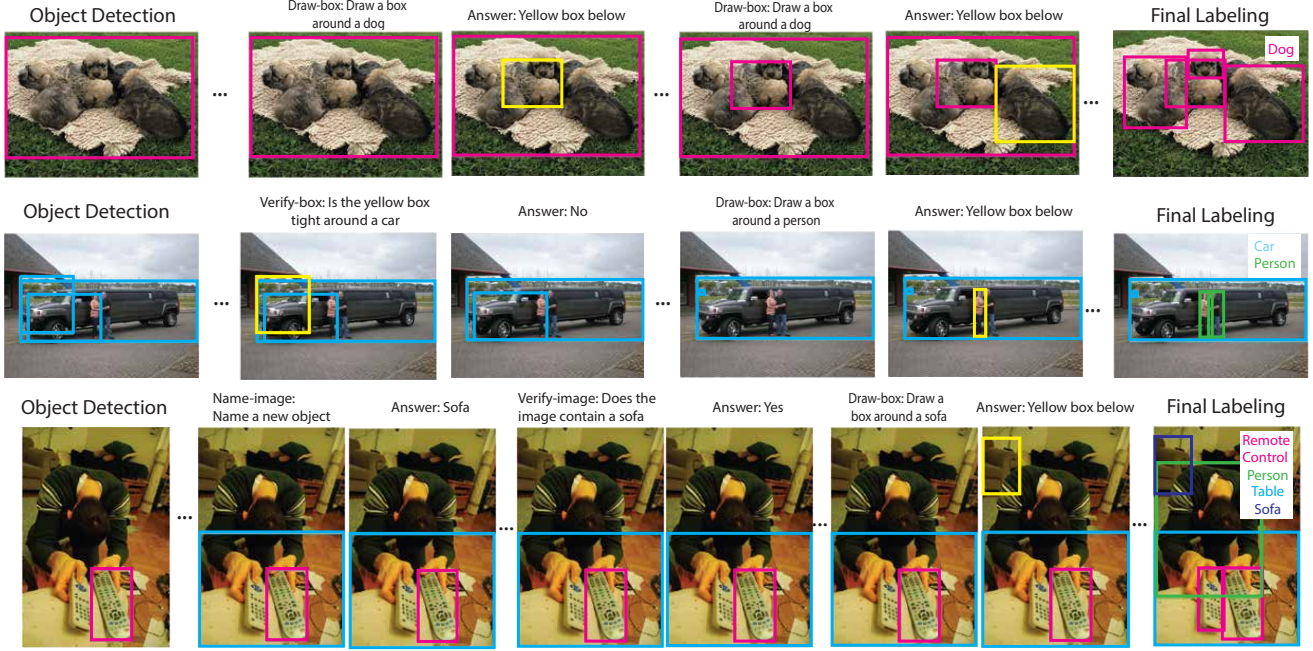 Object Detection
Draw-box: Draw a box
around a dog
Answer: Yellow box below
Draw-box: Draw a box
around a dog
Answer: Yellow box below
Final Labeling
Dog
...
...
...
Object Detection
Verify-box: Is the yellow box
tight around a car
Answer: No
Draw-box: Draw a box
around a person
Answer: Yellow box below
Final Labeling
Car
Person
...
...
...
Object Detection
Name-image:
Name a new object
Answer: Sofa
Verify-image: Does the
image contain a sofa
Answer: Yes
Draw-box: Draw a
box around a sofa
Answer: Yellow box below
Final Labeling
Remote
Control
Person
Table
Sofa
...
...
...
...